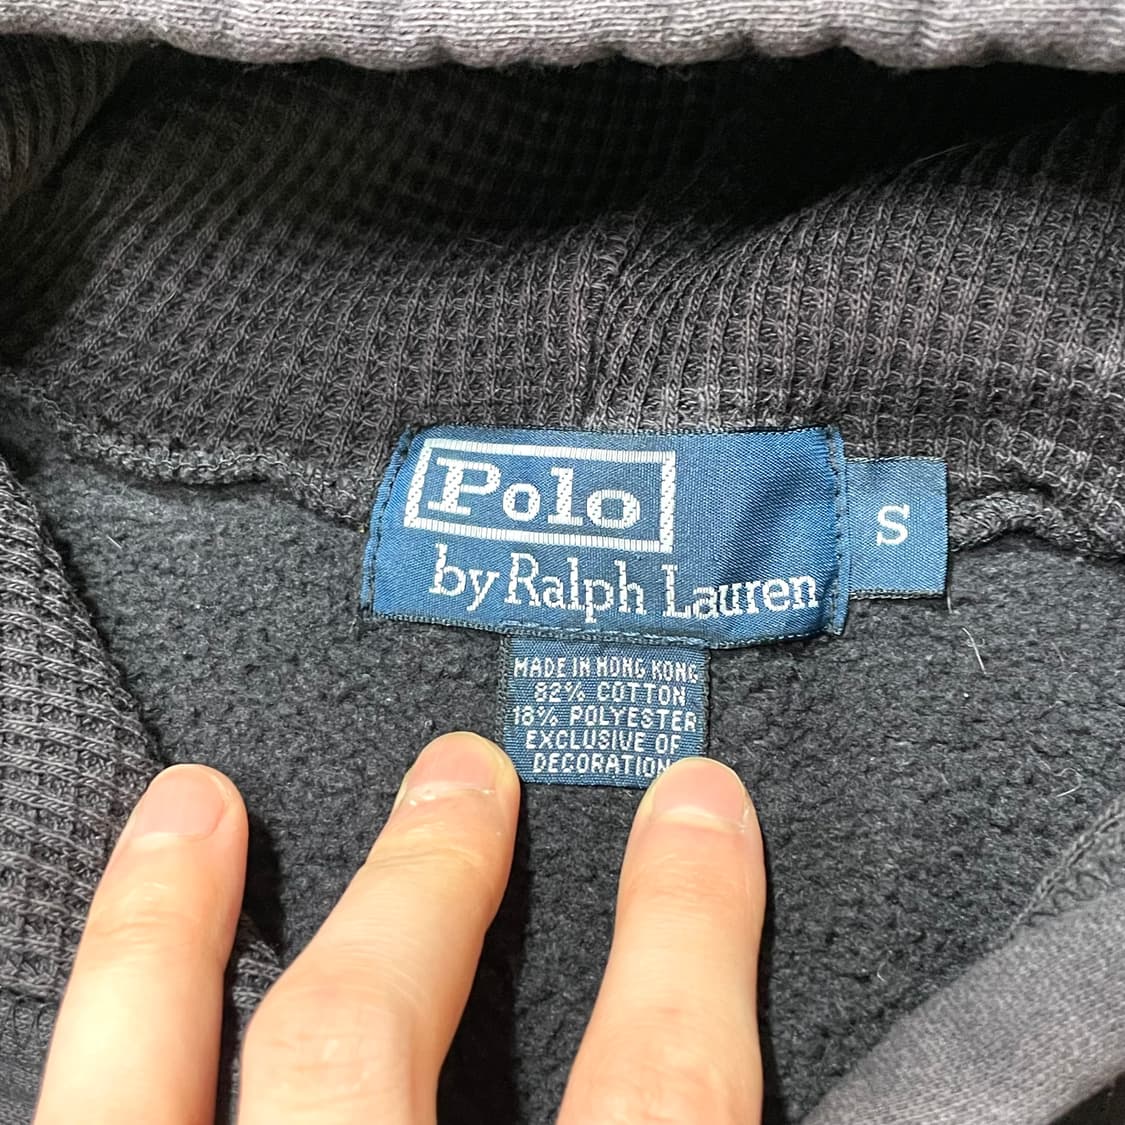 Polo
by Ralph Lauren
S
MADE IN HONG KONG
82% COTTON
18% POLYESTER
EXCLUSIVE OF
DECORATION